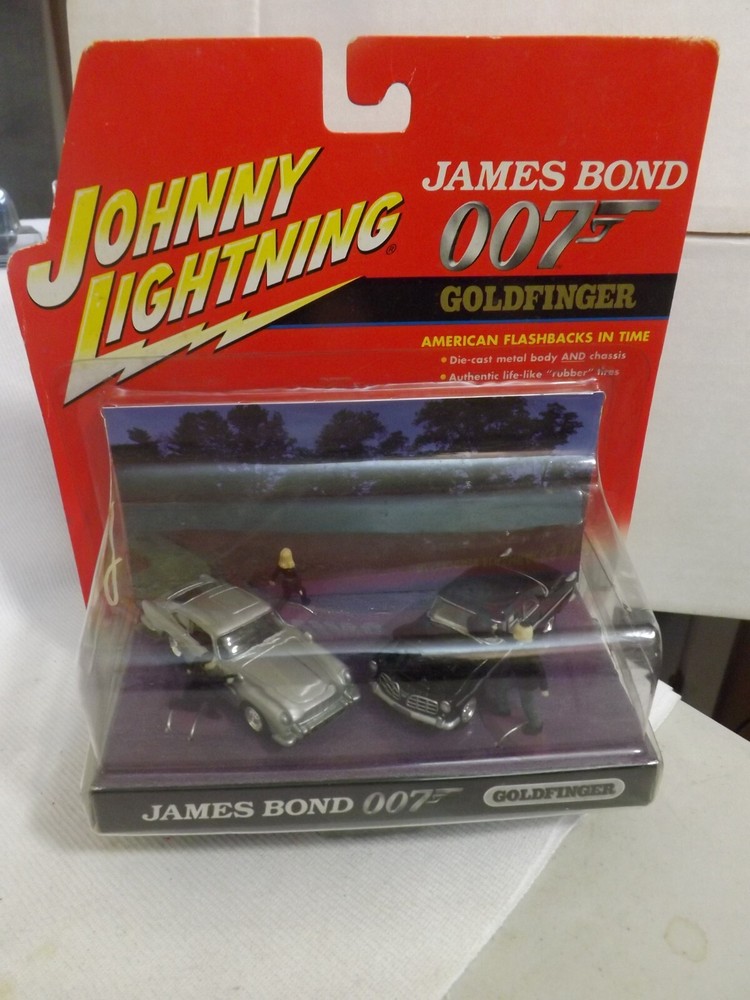 JOHNNY
LIGHTNING®
JAMES BOND
007
GOLDFINGER
AMERICAN FLASHBACKS IN TIME
• Die-cast metal body AND chassis
• Authentic life-like "rubber" tires
JAMES BOND 007 GOLDFINGER